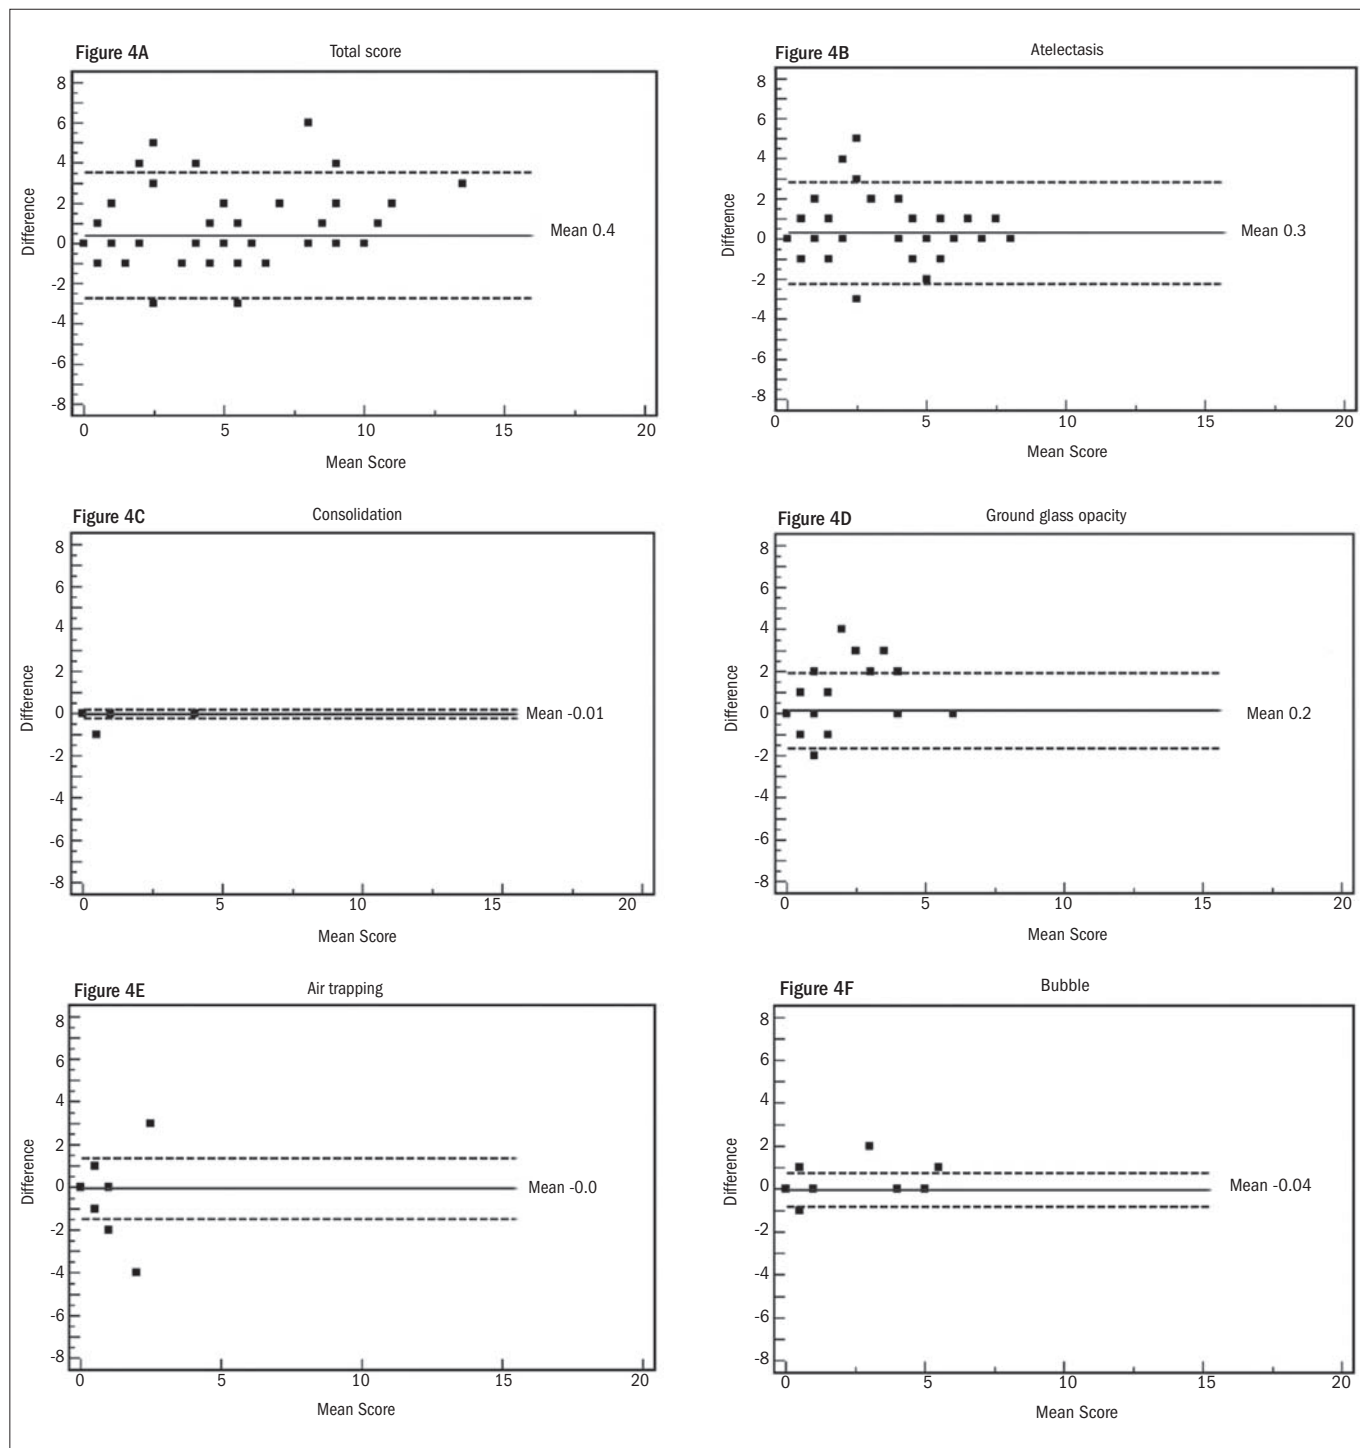 Figure 4A
Total score
8
6
4
2
0
-2
-4
-6
-8
Difference
Mean 0.4
0 5 10 15 20
Mean Score
Figure 4B
Atelectasis
8
6
4
2
0
-2
-4
-6
-8
Difference
Mean 0.3
0 5 10 15 20
Mean Score
Figure 4C
Consolidation
8
6
4
2
0
-2
-4
-6
-8
Difference
Mean -0.01
0 5 10 15 20
Mean Score
Figure 4D
Ground glass opacity
8
6
4
2
0
-2
-4
-6
-8
Difference
Mean 0.2
0 5 10 15 20
Mean Score
Figure 4E
Air trapping
8
6
4
2
0
-2
-4
-6
-8
Difference
Mean -0.0
0 5 10 15 20
Mean Score
Figure 4F
Bubble
8
6
4
2
0
-2
-4
-6
-8
Difference
Mean -0.04
0 5 10 15 20
Mean Score